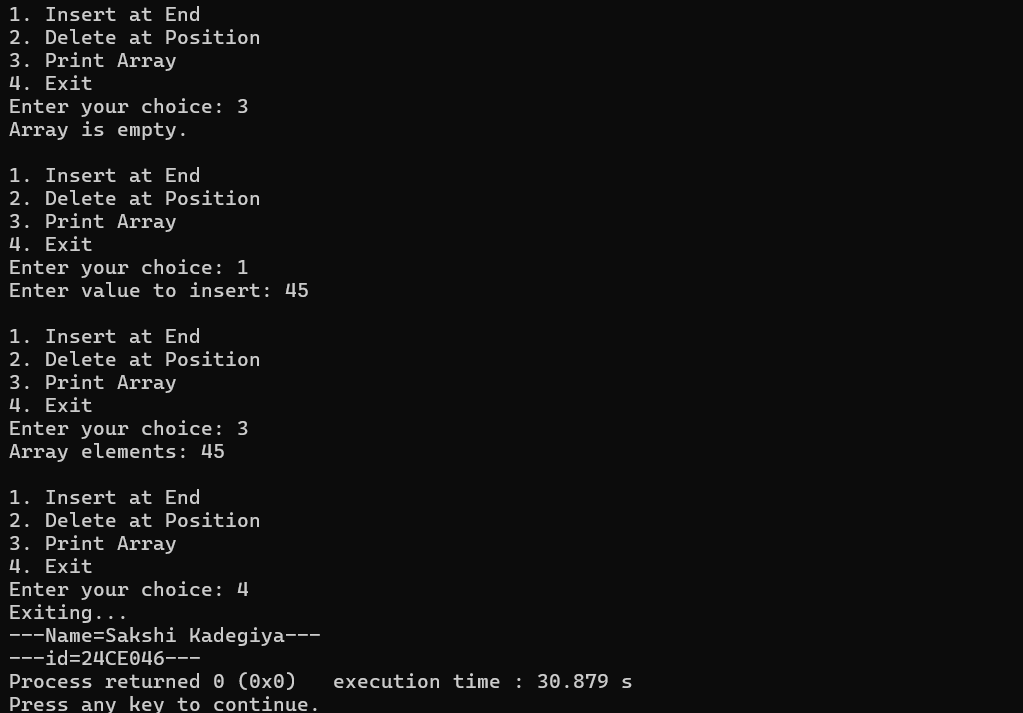 1. Insert at End
2. Delete at Position
3. Print Array
4. Exit
Enter your choice: 3
Array is empty.

1. Insert at End
2. Delete at Position
3. Print Array
4. Exit
Enter your choice: 1
Enter value to insert: 45

1. Insert at End
2. Delete at Position
3. Print Array
4. Exit
Enter your choice: 3
Array elements: 45

1. Insert at End
2. Delete at Position
3. Print Array
4. Exit
Enter your choice: 4
Exiting...
---Name=Sakshi Kadegiya---
---id=24CE046---
Process returned 0 (0x0)   execution time : 30.879 s
Press any key to continue.